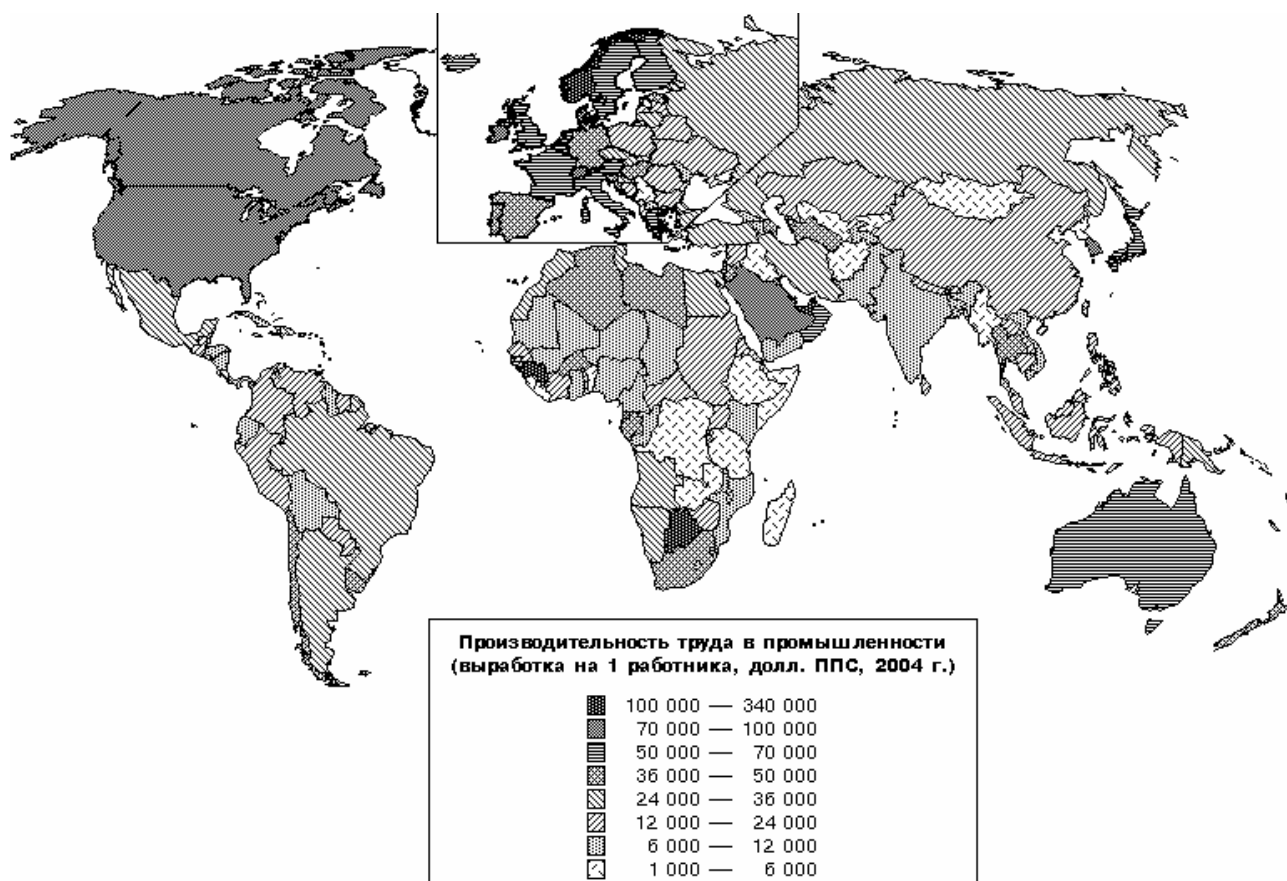 Производительность труда в промышленности
(выработка на 1 работника, долл. ППС, 2004 г.)
100 000 — 340 000
70 000 — 100 000
50 000 — 70 000
36 000 — 50 000
24 000 — 36 000
12 000 — 24 000
6 000 — 12 000
1 000 — 6 000